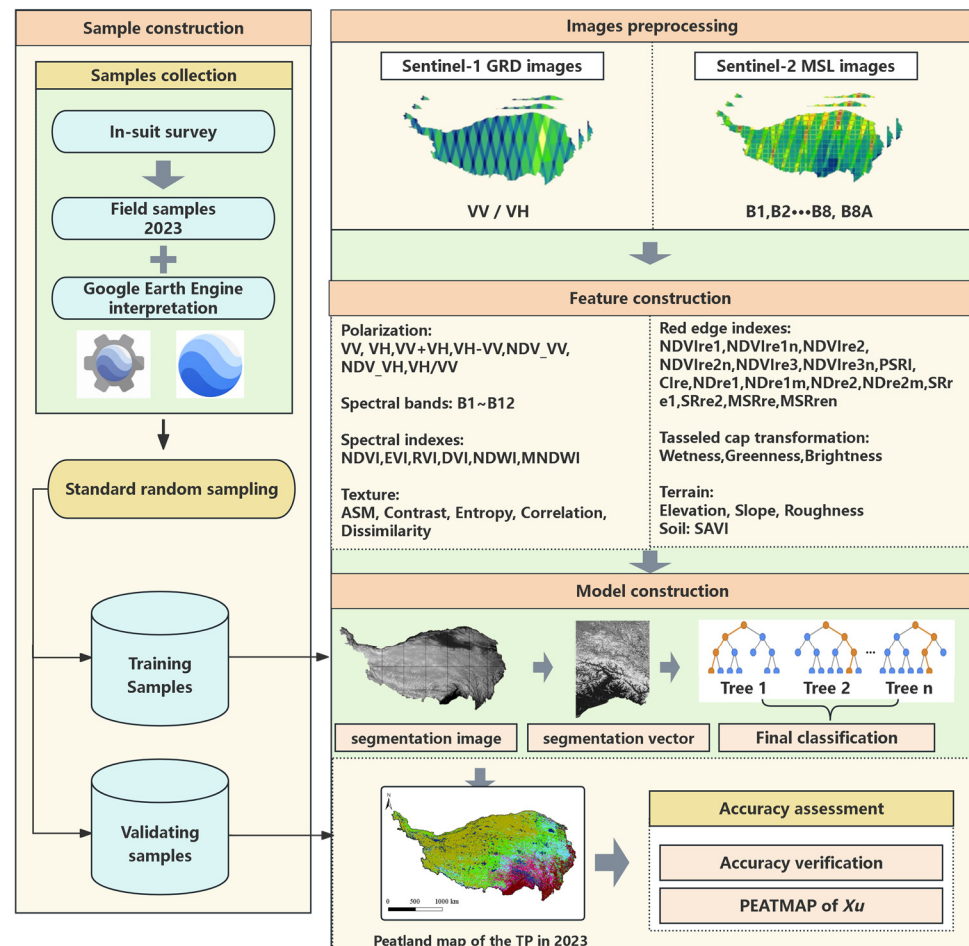 Sample construction
Samples collection
In-suit survey
Field samples
2023
Google Earth Engine
interpretation
Standard random sampling
Training
Samples
Validating
samples
Images preprocessing
Sentinel-1 GRD images
Sentinel-2 MSL images
VV / VH
B1,B2•••B8, B8A
Feature construction
Polarization:
VV, VH,VV+VH,VH-VV,NDV_VV,
NDV_VH,VH/VV
Spectral bands: B1~B12
Spectral indexes:
NDVI,EVI,RVI,DVI,NDWI,MNDWI
Texture:
ASM, Contrast, Entropy, Correlation,
Dissimilarity
Red edge indexes:
NDVIre1,NDVIre1n,NDVIre2,
NDVIre2n,NDVIre3,NDVIre3n,PSRI,
CIre,NDre1,NDre1m,NDre2,NDre2m,SRr
e1,SRre2,MSRre,MSRren
Tasseled cap transformation:
Wetness,Greenness,Brightness
Terrain:
Elevation, Slope, Roughness
Soil: SAVI
Model construction
...
Tree 1 Tree 2 Tree n
segmentation image
segmentation vector
Final classification
N
0 500 1000 km
Peatland map of the TP in 2023
Accuracy assessment
Accuracy verification
PEATMAP of Xu